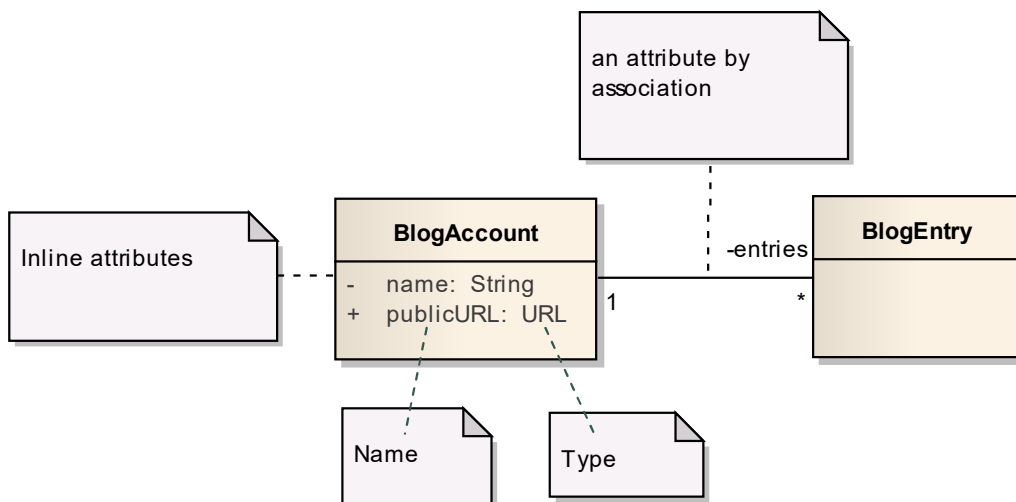 an attribute by
association
BlogAccount
BlogEntry
Inline attributes
-entries
- name: String
1
*
+ publicURL: URL
Name
Type